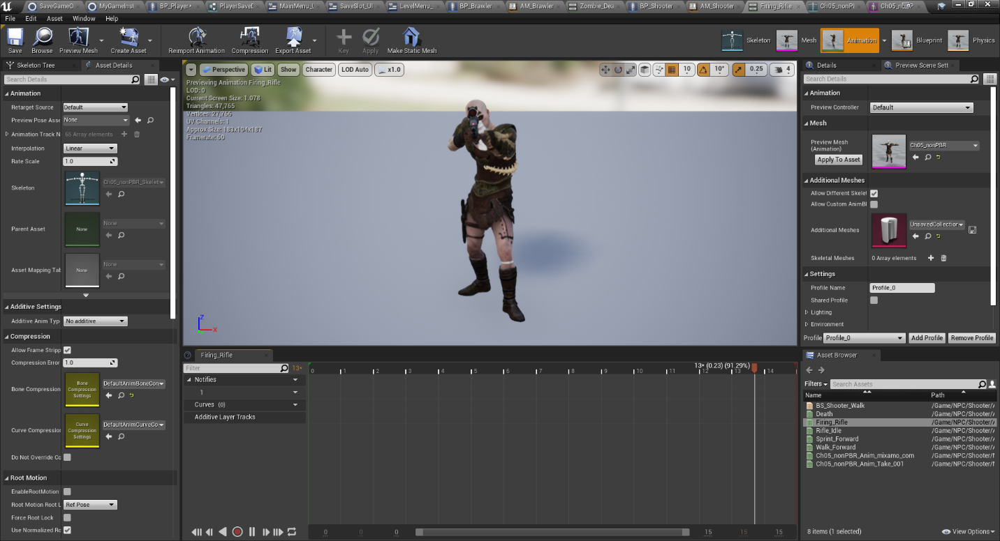 SaveGameO
MyGameInst
BP_Player*
PlayerSaveD
MainMenu_U
SaveSlot_UI
LevelMenu_
BP_Brawler
AM_Brawler
Zombre_Dea
BP_Shooter
AM_Shooter
Firing_Rifle
Ch05_nonPI
File Edit Asset Window Help
Save Browse Preview Mesh Create Asset Reimport Animation Compression Export Asset Key Apply Make Static Mesh
Skeleton Mesh Animation Blueprint Physics
Skeleton Tree
Asset Details
Search Details
Animation
Retarget Source Default
Preview Pose Asse None
Animation Track N 65 Array elements
Interpolation Linear
Rate Scale 1.0
Skeleton Ch05_nonPBR_Skelet
Parent Asset None None
Asset Mapping Tab None None
Additive Settings
Additive Anim Typ No additive
Compression
Allow Frame Stripp
Compression Error 1.0
Bone Compression Bone Compression Settings DefaultAnimBoneCon
Curve Compression Curve Compression Settings DefaultAnimCurveCo
Do Not Override Co
Root Motion
EnableRootMotion
Root Motion Root L Ref Pose
Force Root Lock
Use Normalized Ro
Perspective Lit Show Character LOD Auto x1.0
10 10° 0.25 4
Previewing Animation Firing_Rifle
LOD: 0
Current Screen Size: 1.078
Triangles: 47,765
Vertices: 27,766
UV Channels: 1
Approx Size: 183x104x187
Framerate: 60
Z
X
Firing_Rifle
Filter 13*
Notifies
1
Curves (0)
Additive Layer Tracks
13* (0.23) (91.29%)
0 1 2 3 4 5 6 7 8 9 10 11 12 13 14
0 0 0 15 15 15
Details
Preview Scene Sett
Search Details
Animation
Preview Controller Default
Mesh
Preview Mesh (Animation) Ch05_nonPBR
Apply To Asset
Additional Meshes
Allow Different Skelet
Allow Custom AnimBl
Additional Meshes UnsavedCollection
Skeletal Meshes 0 Array elements
Settings
Profile Name Profile_0
Shared Profile
Lighting
Environment
Profile Profile_0 Add Profile Remove Profile
Asset Browser
Filters Search Assets
Name Path
BS_Shooter_Walk /Game/NPC/Shooter/A
Death /Game/NPC/Shooter/A
Firing_Rifle /Game/NPC/Shooter/A
Rifle_Idle /Game/NPC/Shooter/A
Sprint_Forward /Game/NPC/Shooter/A
Walk_Forward /Game/NPC/Shooter/A
Ch05_nonPBR_Anim_mixamo_com /Game/NPC/Shooter/M
Ch05_nonPBR_Anim_Take_001 /Game/NPC/Shooter/M
8 items (1 selected)
View Options